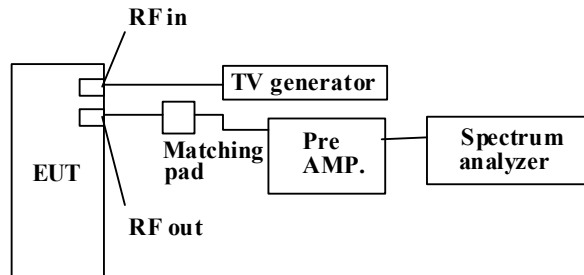 RF in
TV generator
Matching
pad
Pre
AMP.
Spectrum
analyzer
EUT
RF out